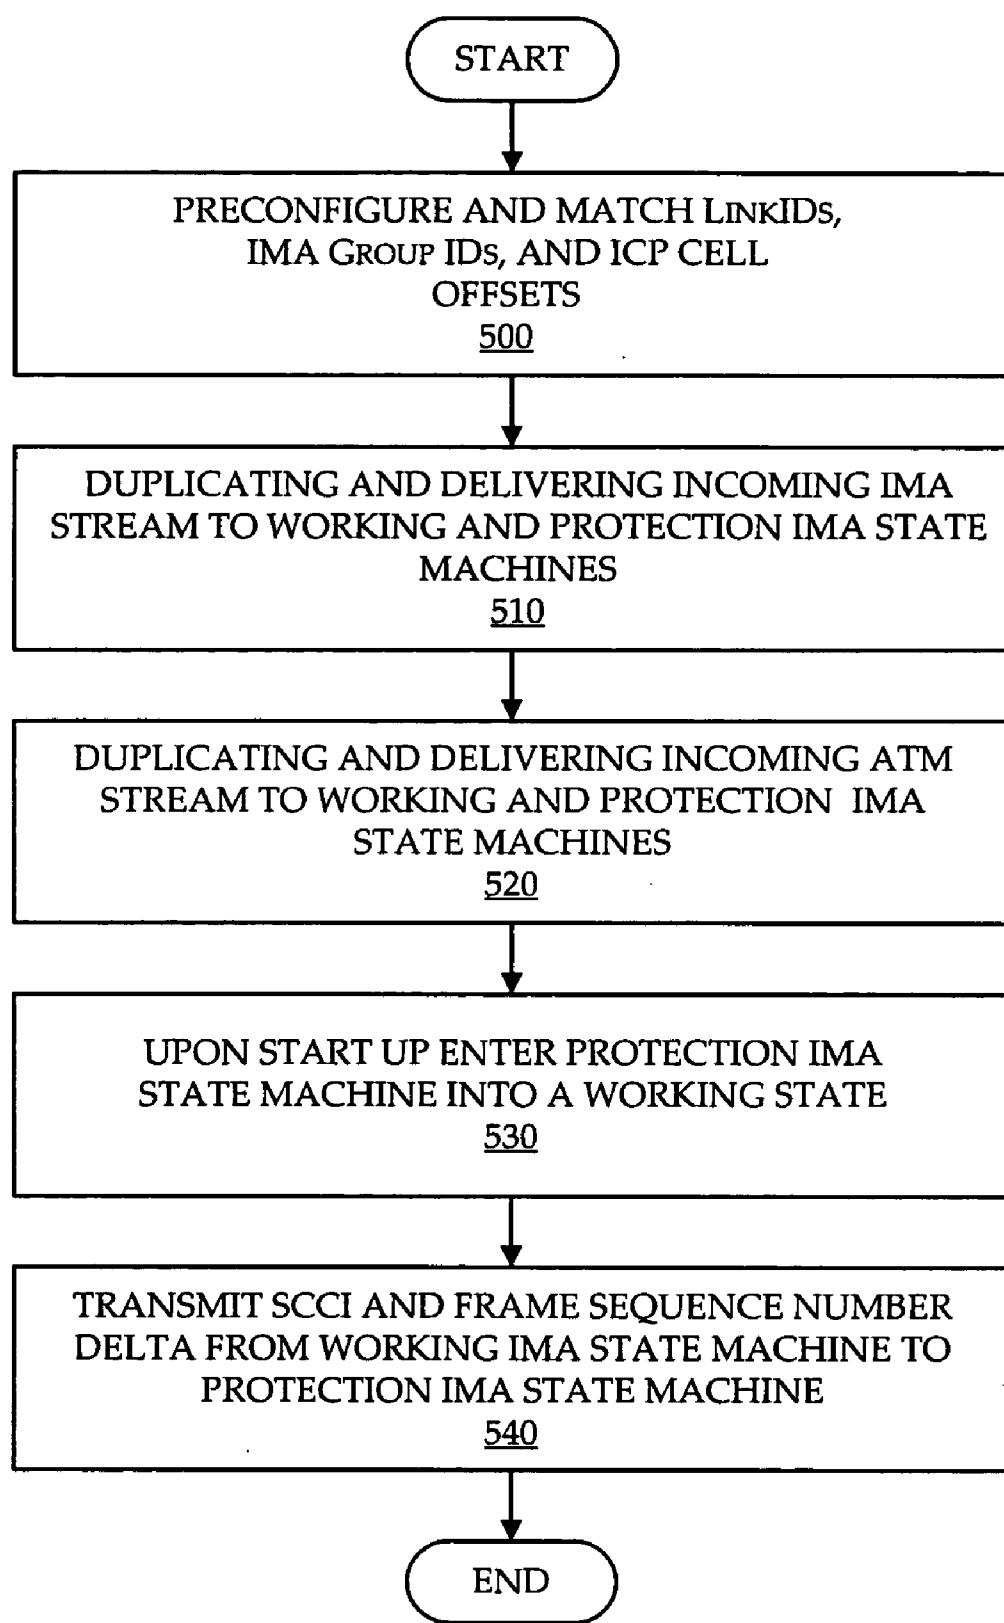 START
PRECONFIGURE AND MATCH LINKIDS,
IMA GROUP IDS, AND ICP CELL
OFFSETS
500
DUPLICATING AND DELIVERING INCOMING IMA
STREAM TO WORKING AND PROTECTION IMA STATE
MACHINES
510
DUPLICATING AND DELIVERING INCOMING ATM
STREAM TO WORKING AND PROTECTION IMA
STATE MACHINES
520
UPON START UP ENTER PROTECTION IMA
STATE MACHINE INTO A WORKING STATE
530
TRANSMIT SCCI AND FRAME SEQUENCE NUMBER
DELTA FROM WORKING IMA STATE MACHINE TO
PROTECTION IMA STATE MACHINE
540
END